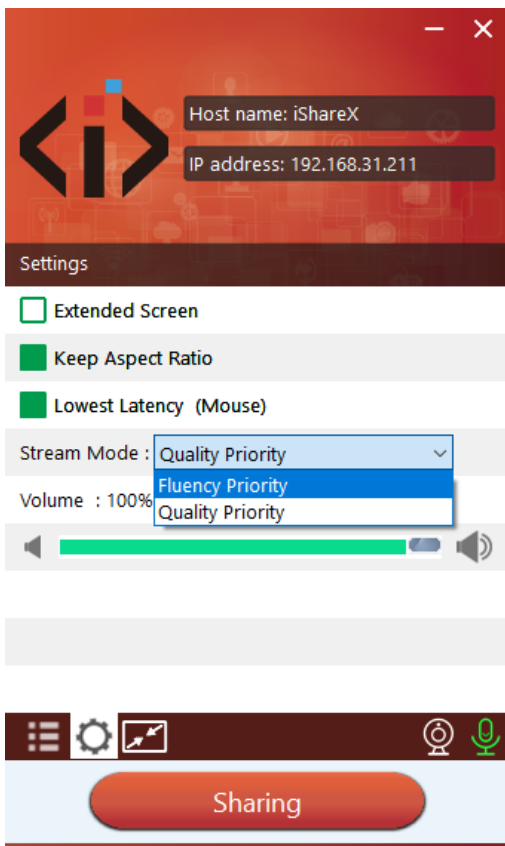 Host name: iShareX
IP address: 192.168.31.211
Settings
Extended Screen
Keep Aspect Ratio
Lowest Latency (Mouse)
Stream Mode : Quality Priority
Fluency Priority
Volume : 100% Quality Priority
Sharing